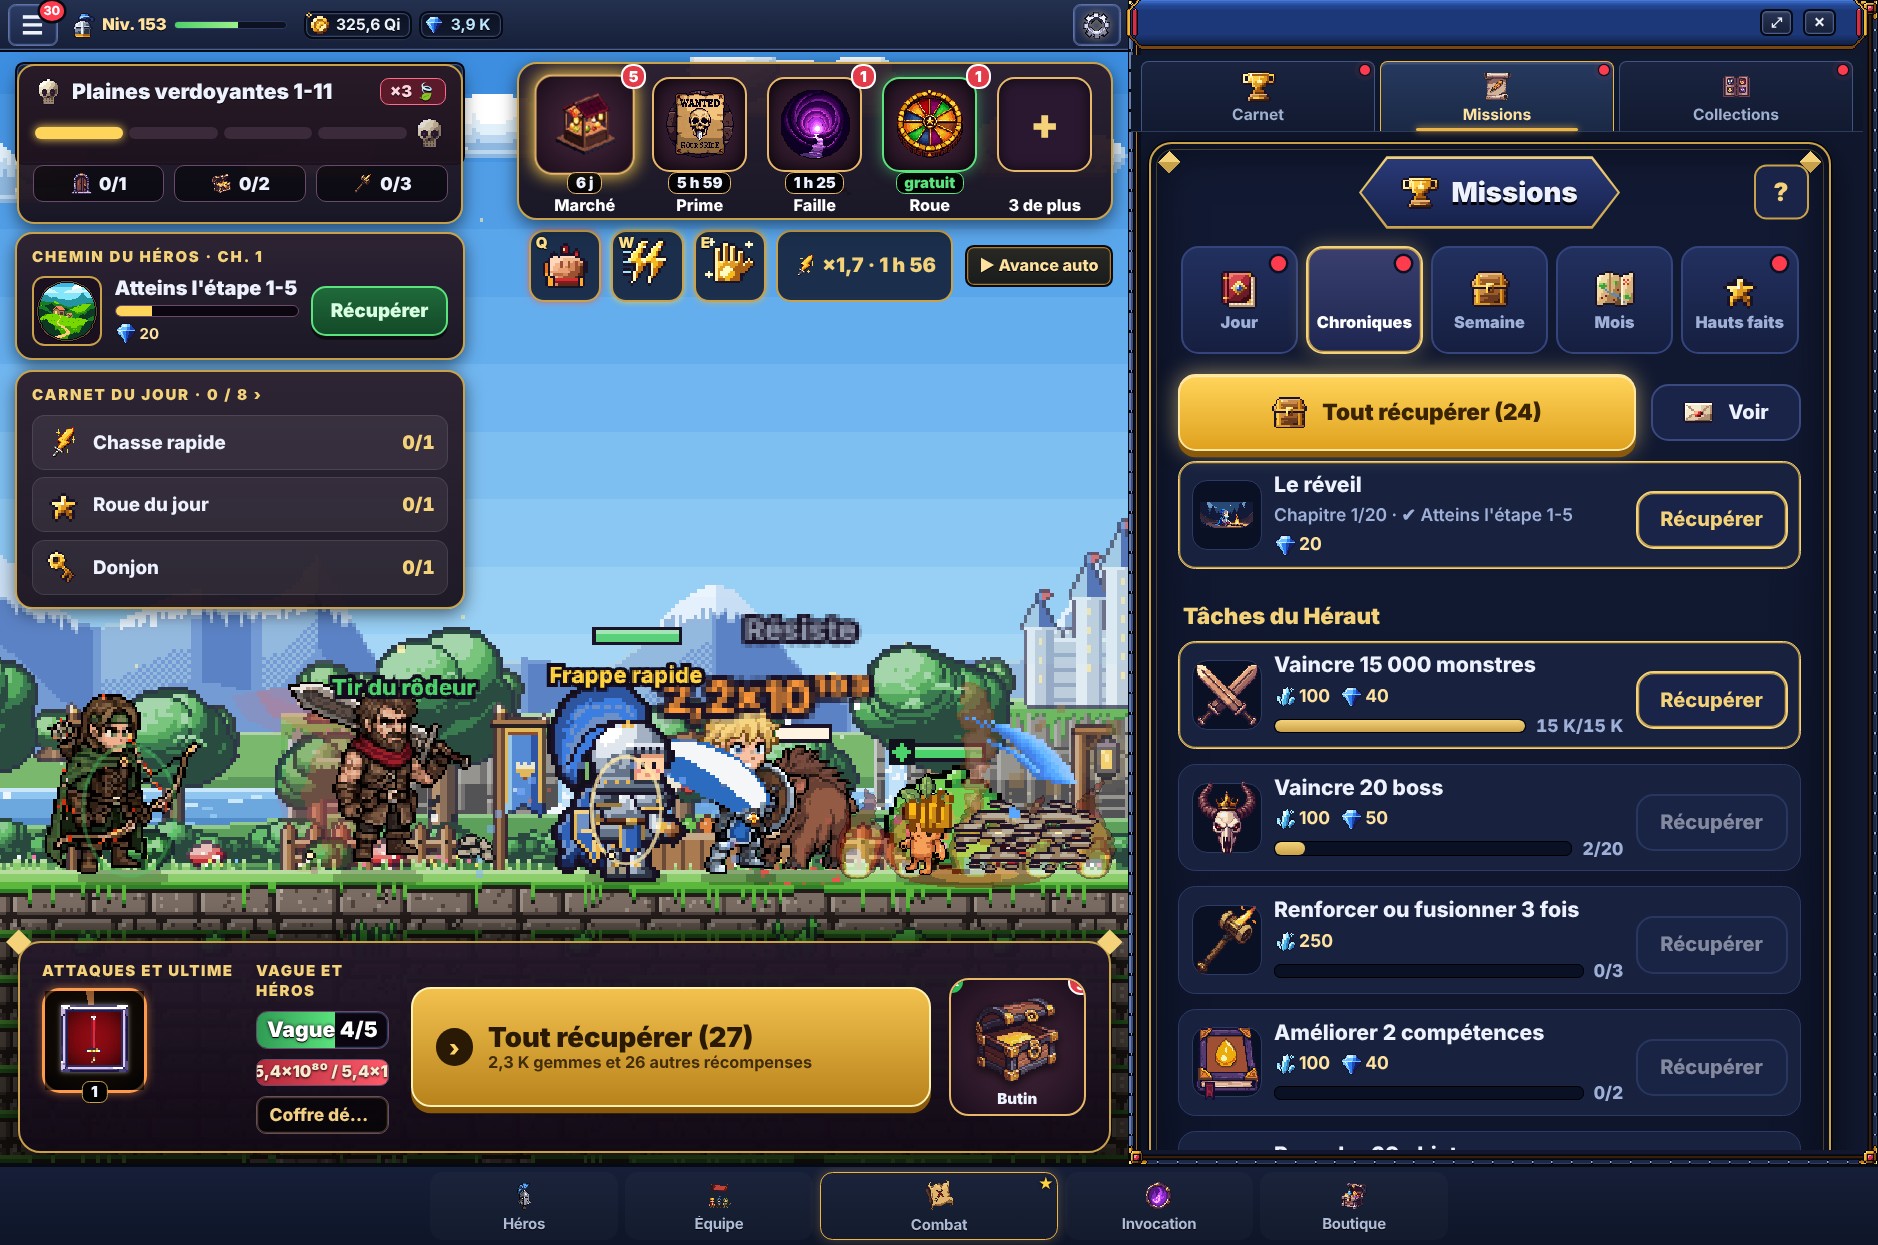 30
Niv. 153
325,6 Qi
3,9 K
Plaines verdoyantes 1-11
×3
0/1
0/2
0/3
CHEMIN DU HÉROS · CH. 1
Atteins l'étape 1-5
20
Récupérer
CARNET DU JOUR · 0 / 8 ›
Chasse rapide
0/1
Roue du jour
0/1
Donjon
0/1
5
1
1
WANTED
6 j
5 h 59
1 h 25
gratuit
Marché
Prime
Faille
Roue
3 de plus
Q
W
E
×1,7 · 1 h 56
Avance auto
Résiste
Frappe rapide
Tir du rôdeur
ATTAQUES ET ULTIME
1
VAGUE ET
HÉROS
Vague 4/5
5,4×10⁸⁰ / 5,4×1
Coffre dé...
Tout récupérer (27)
2,3 K gemmes et 26 autres récompenses
Butin
Héros
Équipe
Combat
Invocation
Boutique
Carnet
Missions
Collections
Missions
?
Jour
Chroniques
Semaine
Mois
Hauts faits
Tout récupérer (24)
Voir
Le réveil
Chapitre 1/20 · ✔ Atteins l'étape 1-5
20
Récupérer
Tâches du Héraut
Vaincre 15 000 monstres
100 40
15 K/15 K
Récupérer
Vaincre 20 boss
100 50
2/20
Récupérer
Renforcer ou fusionner 3 fois
250
0/3
Récupérer
Améliorer 2 compétences
100 40
0/2
Récupérer